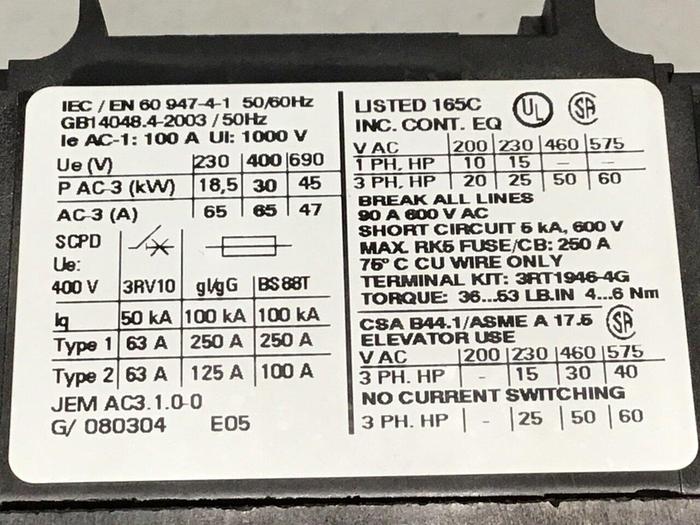 IEC / EN 60 947-4-1 50/60Hz
GB14048.4-2003 / 50Hz
Ie AC-1: 100 A UI: 1000 V
Ue (V) 230 400 690
P AC-3 (kW) 18,5 30 45
AC-3 (A) 65 65 47
SCPD
Ue:
400 V 3RV10 gl/gG BS88T
Iq 50 kA 100 kA 100 kA
Type 1 63 A 250 A 250 A
Type 2 63 A 125 A 100 A
JEM AC3.1.0-0
G/ 080304 E05
LISTED 165C UL SA
INC. CONT. EQ
V AC 200 230 460 575
1 PH. HP 10 15 - -
3 PH. HP 20 25 50 60
BREAK ALL LINES
90 A 600 V AC
SHORT CIRCUIT 5 kA, 600 V
MAX. RK5 FUSE/CB: 250 A
75° C CU WIRE ONLY
TERMINAL KIT: 3RT1946-4G
TORQUE: 36...53 LB.IN 4...6 Nm
CSA B44.1/ASME A 17.5 SA
ELEVATOR USE
V AC 200 230 460 575
3 PH. HP - 15 30 40
NO CURRENT SWITCHING
3 PH. HP - 25 50 60